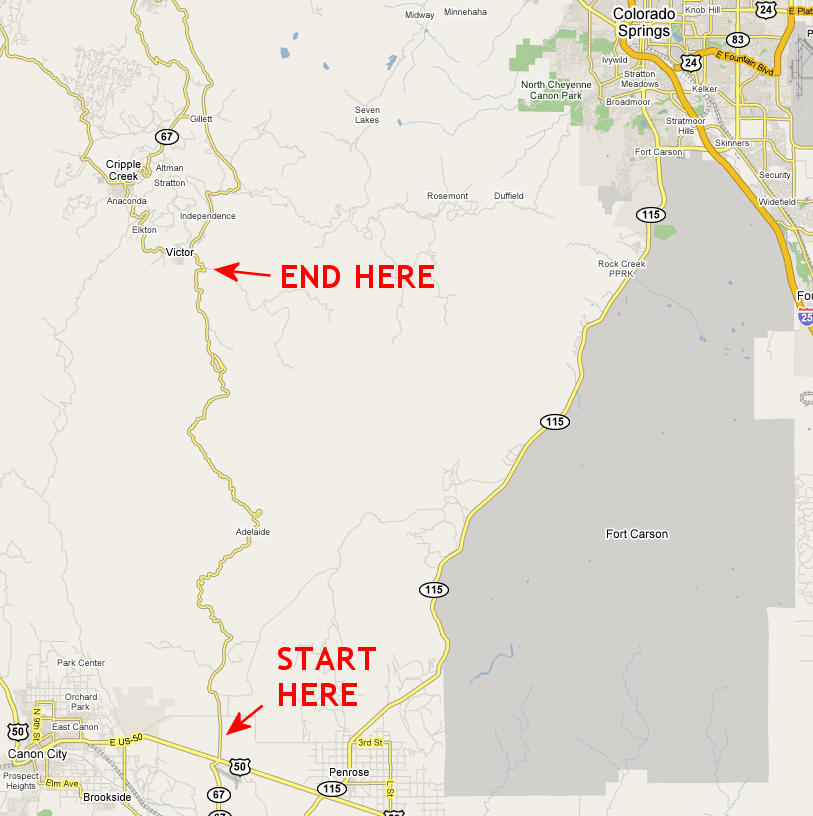 Midway
Minnehaha
Colorado
Springs
Knob Hill
24
E Plat
83
E Fountain Blvd
24
Ivywild
Stratton
Meadows
Kelker
North Cheyenne
Canon Park
Broadmoor
Seven
Lakes
Gillett
67
Stratmoor
Hills
Skinners
Fort Carson
Cripple
Creek
Altman
Stratton
Security
Anaconda
Rosemont
Duffield
Widefield
Independence
115
Elkton
Victor
END HERE
Rock Creek
PPRK
Fou
25
115
Adelaide
Fort Carson
115
START
HERE
Park Center
Orchard
Park
N 9th St
East Canon
50
E US-50
Canon City
3rd St
50
Penrose
Prospect
Heights
Elm Ave
Brookside
67
115
L St
67
50